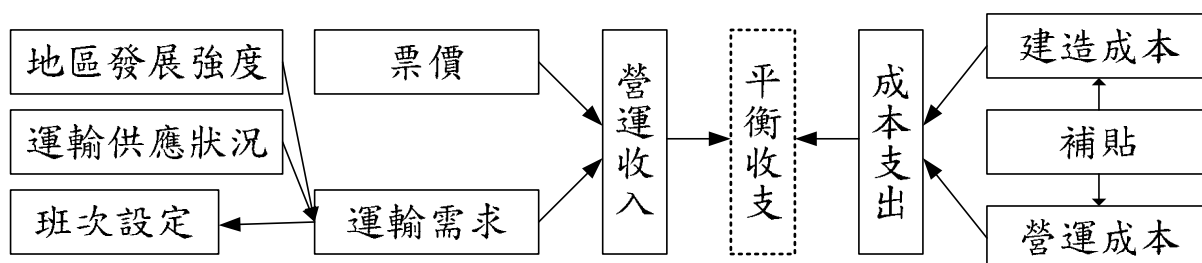 地區發展強度
運輸供應狀況
班次設定
票價
運輸需求
營運收入
平衡收支
成本支出
建造成本
補貼
營運成本